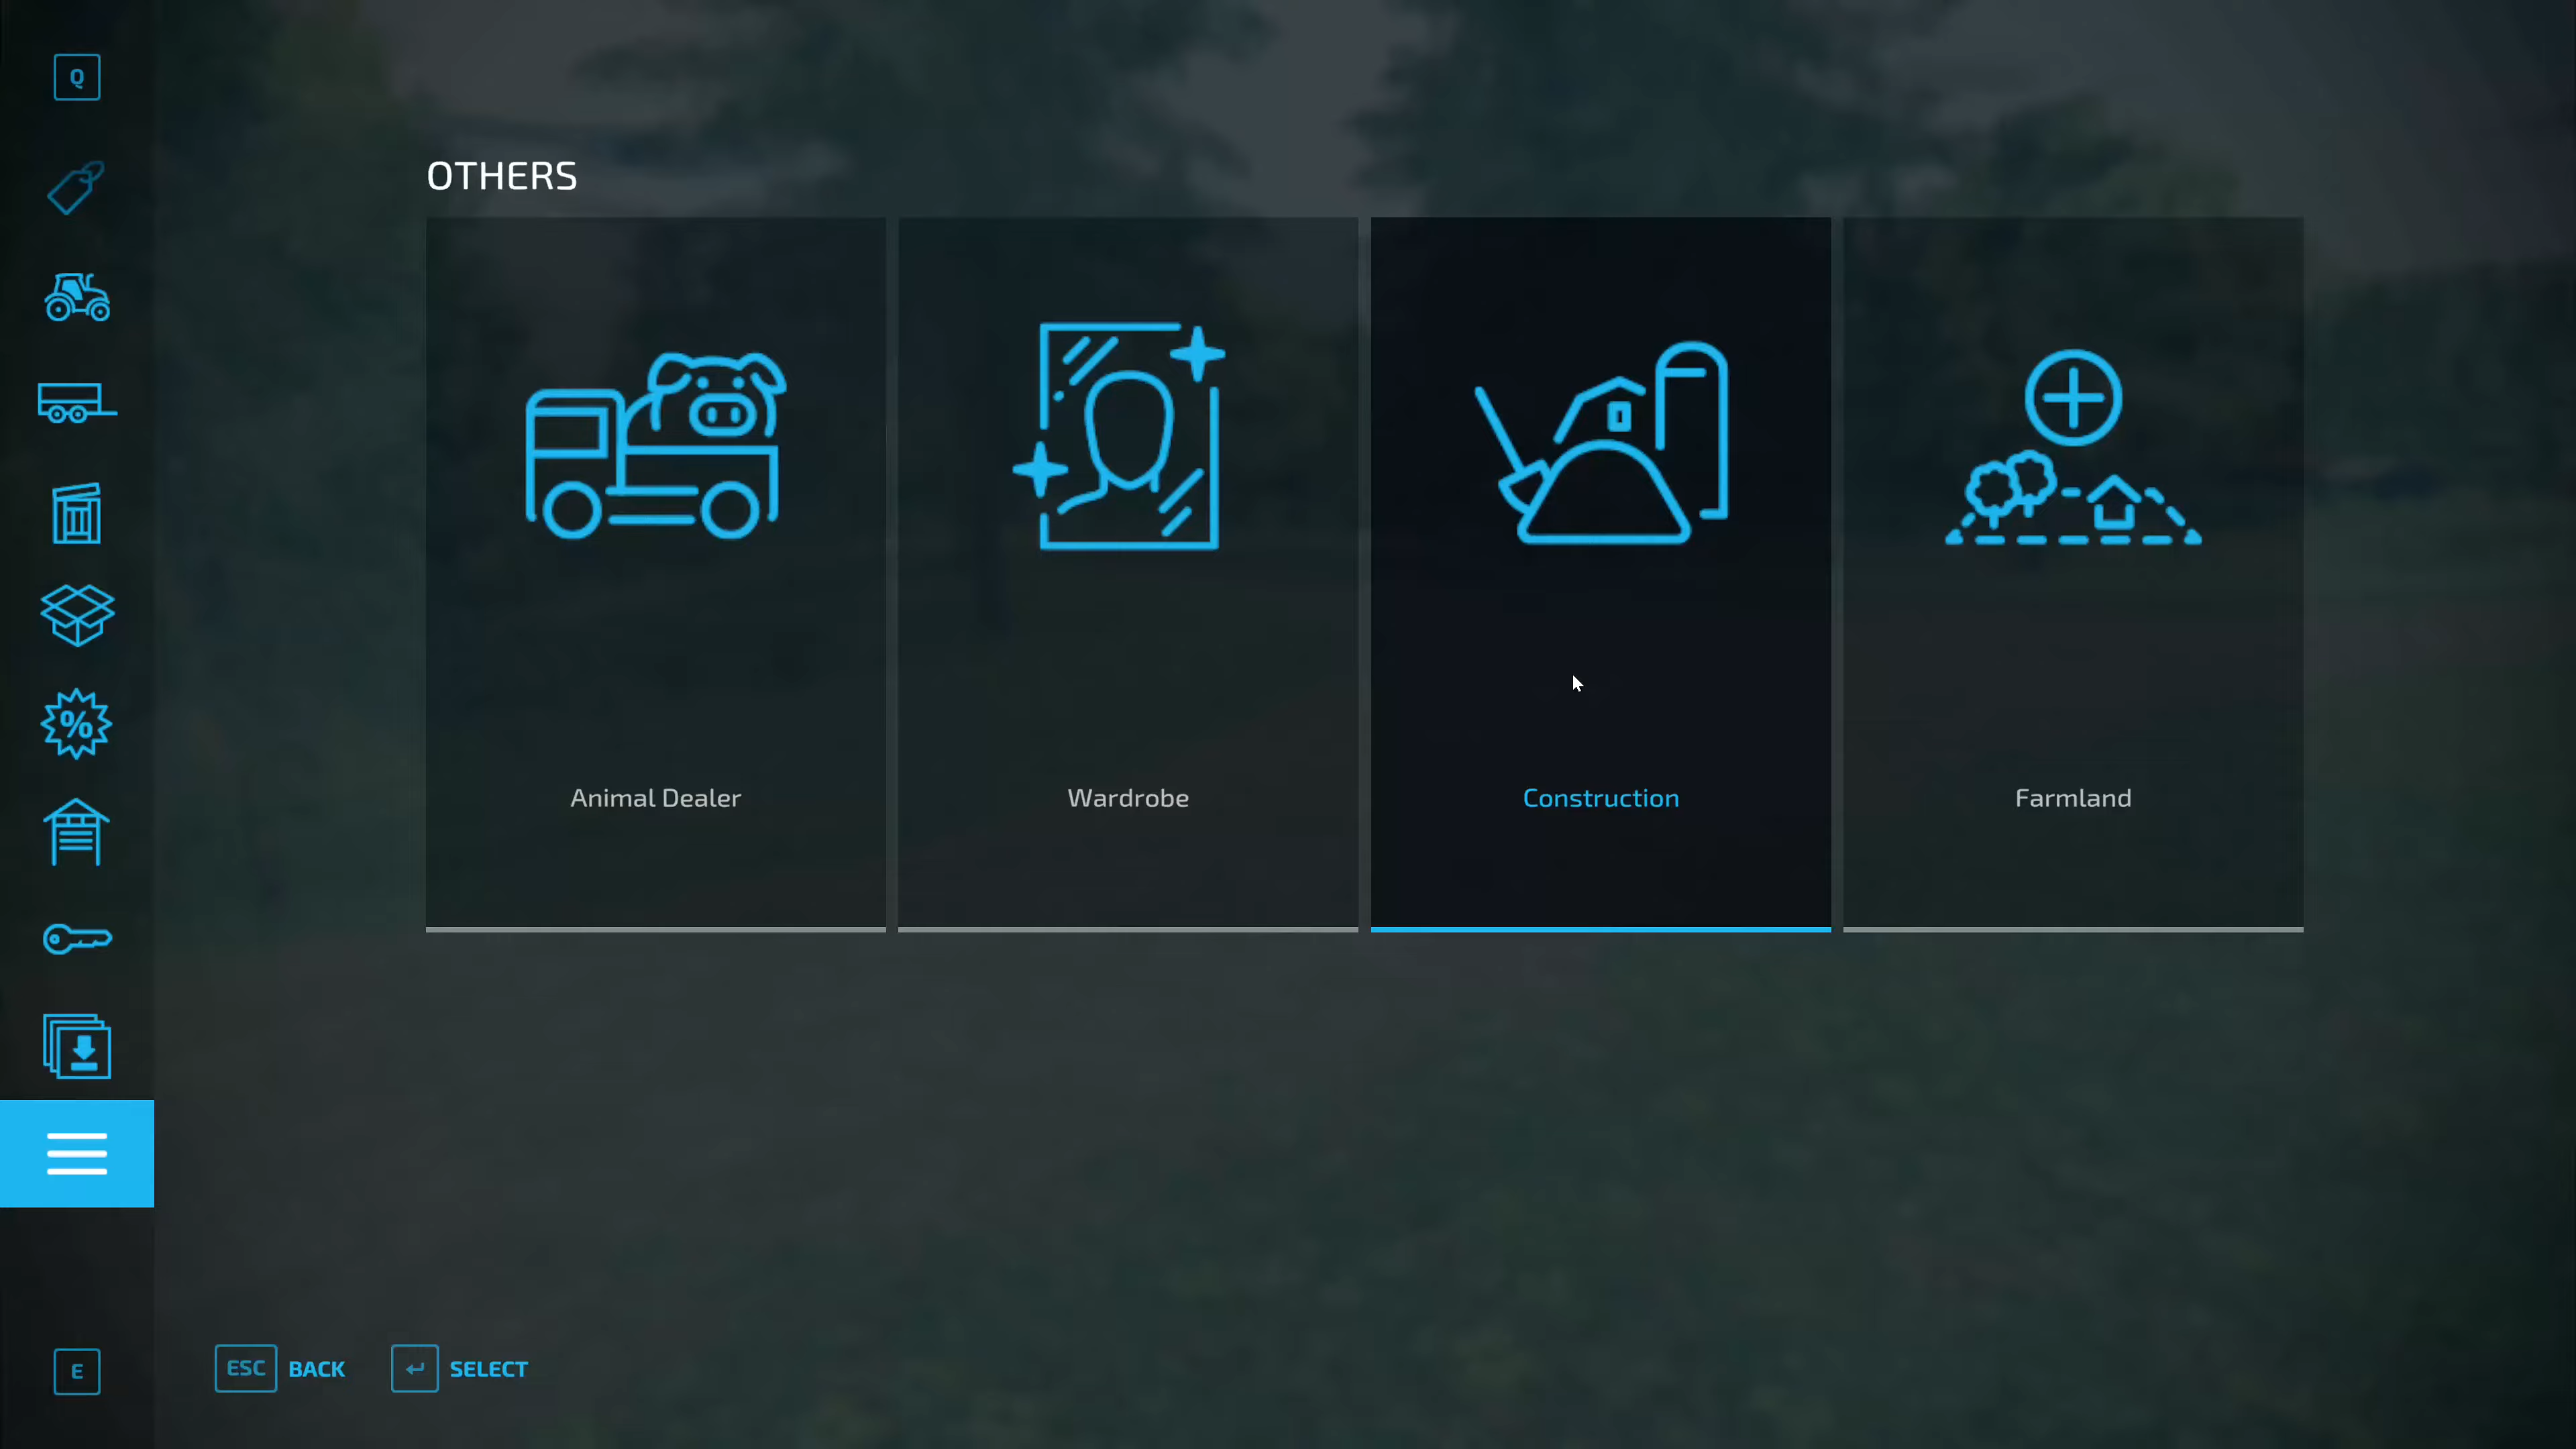 Q
OTHERS
%
Animal Dealer
Wardrobe
Construction
Farmland
E
ESC BACK
SELECT